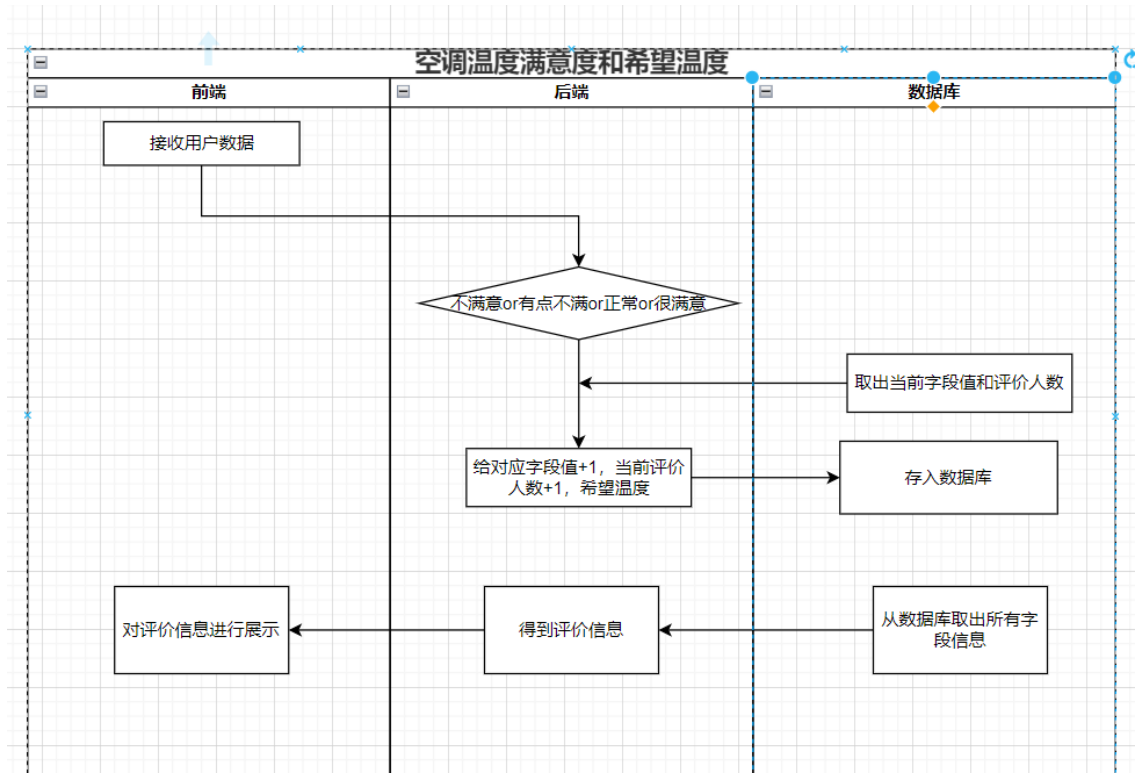 空调温度满意度和希望温度
前端
后端
数据库
接收用户数据
不满意or有点不满or正常or很满意
取出当前字段值和评价人数
给对应字段值+1，当前评价
人数+1，希望温度
存入数据库
对评价信息进行展示
得到评价信息
从数据库取出所有字
段信息